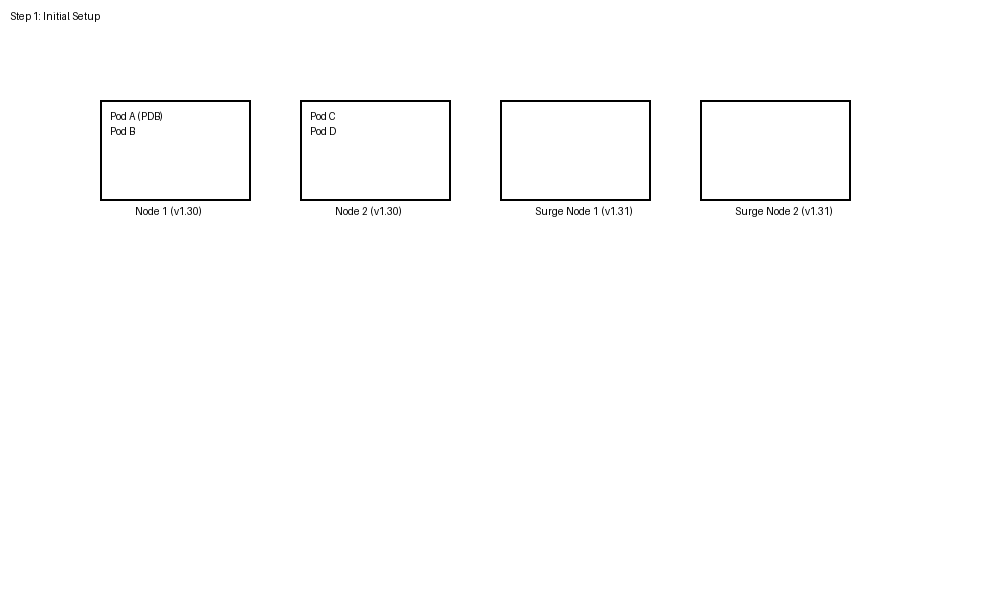 Step 1: Initial Setup
Pod A (PDB)
Pod B
Node 1 (v1.30)
Pod C
Pod D
Node 2 (v1.30)
Surge Node 1 (v1.31)
Surge Node 2 (v1.31)